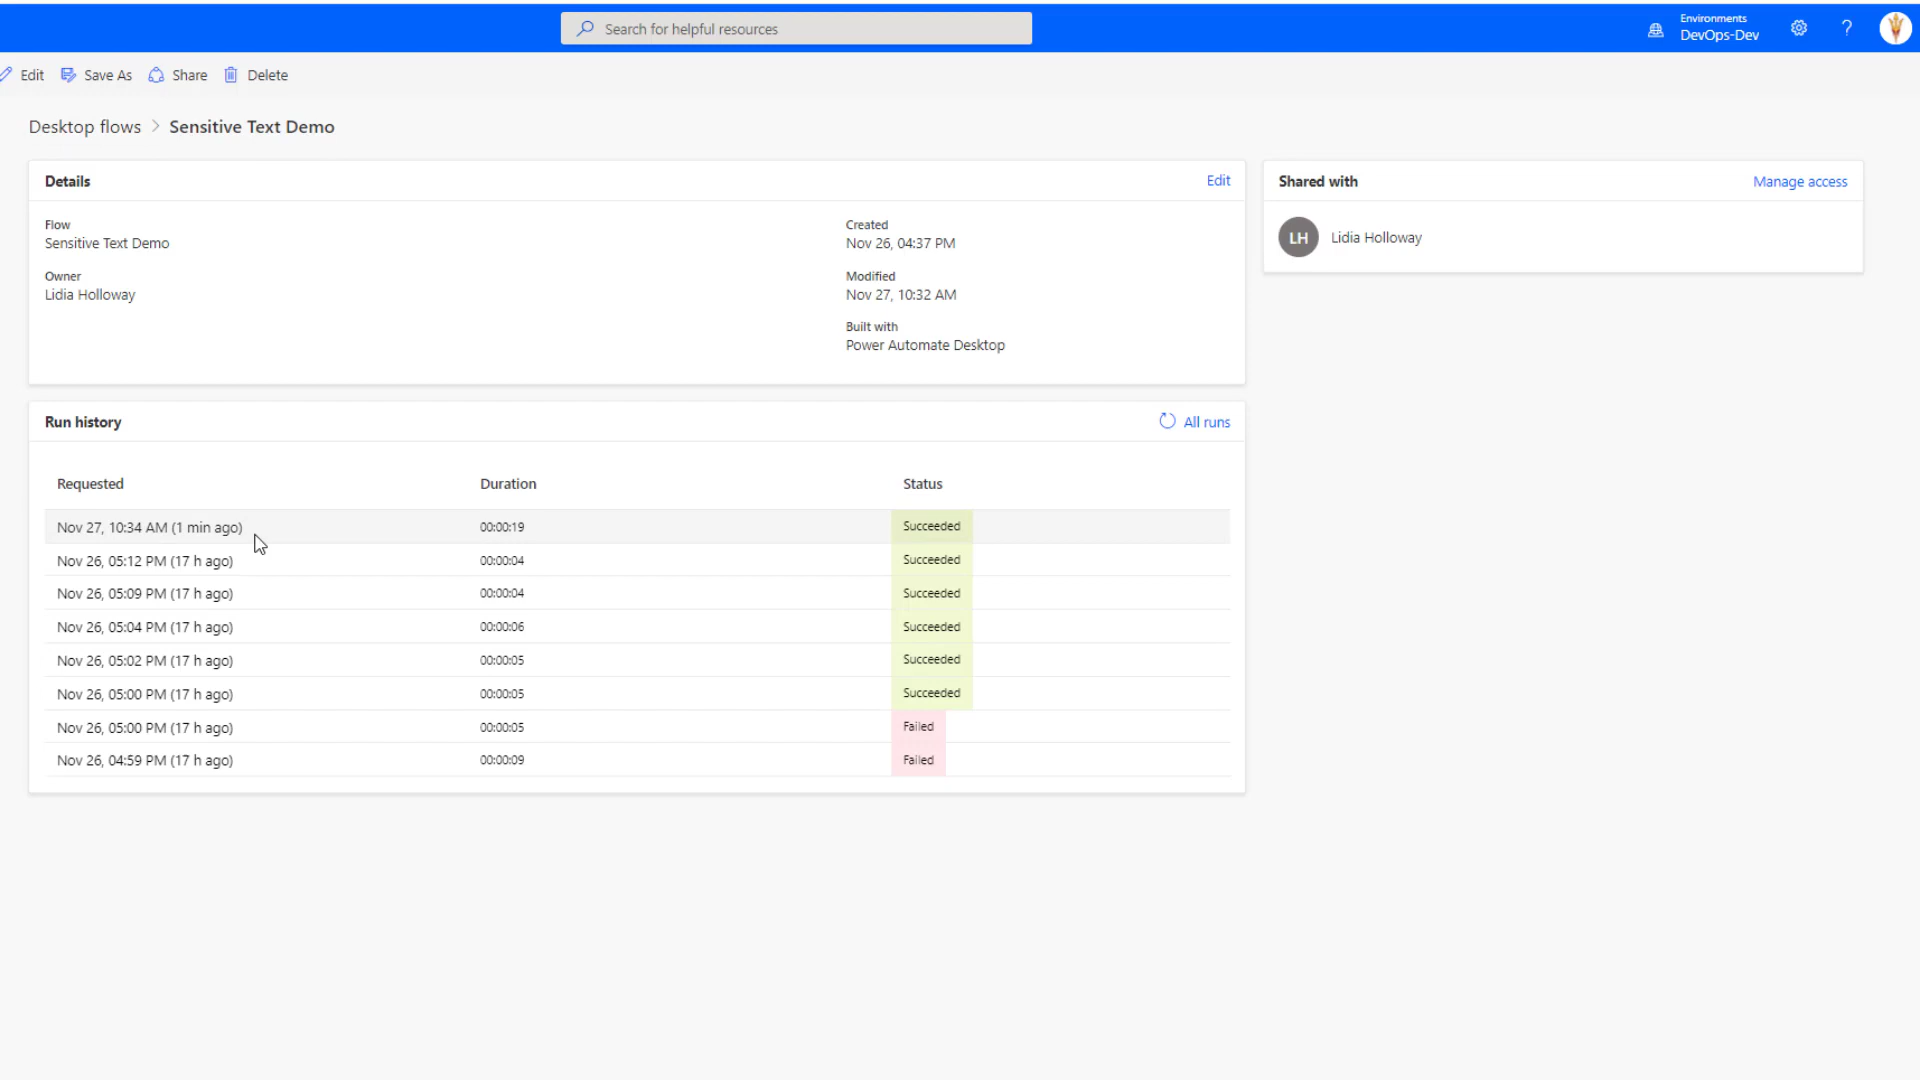 Search for helpful resources
Environments
DevOps-Dev
?
Edit
Save As
Share
Delete
Desktop flows > Sensitive Text Demo
Details
Edit
Flow
Sensitive Text Demo
Owner
Lidia Holloway
Created
Nov 26, 04:37 PM
Modified
Nov 27, 10:32 AM
Built with
Power Automate Desktop
Shared with
Manage access
LH
Lidia Holloway
Run history
All runs
Requested Duration Status
Nov 27, 10:34 AM (1 min ago) 00:00:19 Succeeded
Nov 26, 05:12 PM (17 h ago) 00:00:04 Succeeded
Nov 26, 05:09 PM (17 h ago) 00:00:04 Succeeded
Nov 26, 05:04 PM (17 h ago) 00:00:06 Succeeded
Nov 26, 05:02 PM (17 h ago) 00:00:05 Succeeded
Nov 26, 05:00 PM (17 h ago) 00:00:05 Succeeded
Nov 26, 05:00 PM (17 h ago) 00:00:05 Failed
Nov 26, 04:59 PM (17 h ago) 00:00:09 Failed